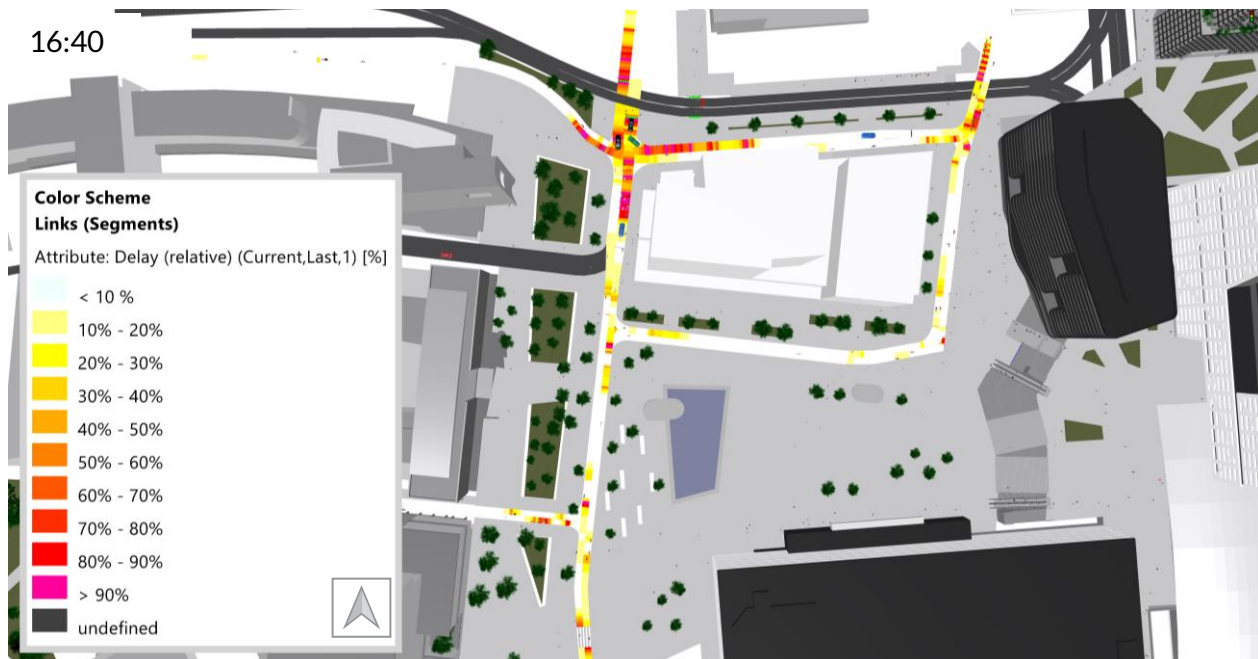 16:40
Color Scheme
Links (Segments)
Attribute: Delay (relative) (Current,Last,1) [%]
< 10 %
10% - 20%
20% - 30%
30% - 40%
40% - 50%
50% - 60%
60% - 70%
70% - 80%
80% - 90%
> 90%
undefined